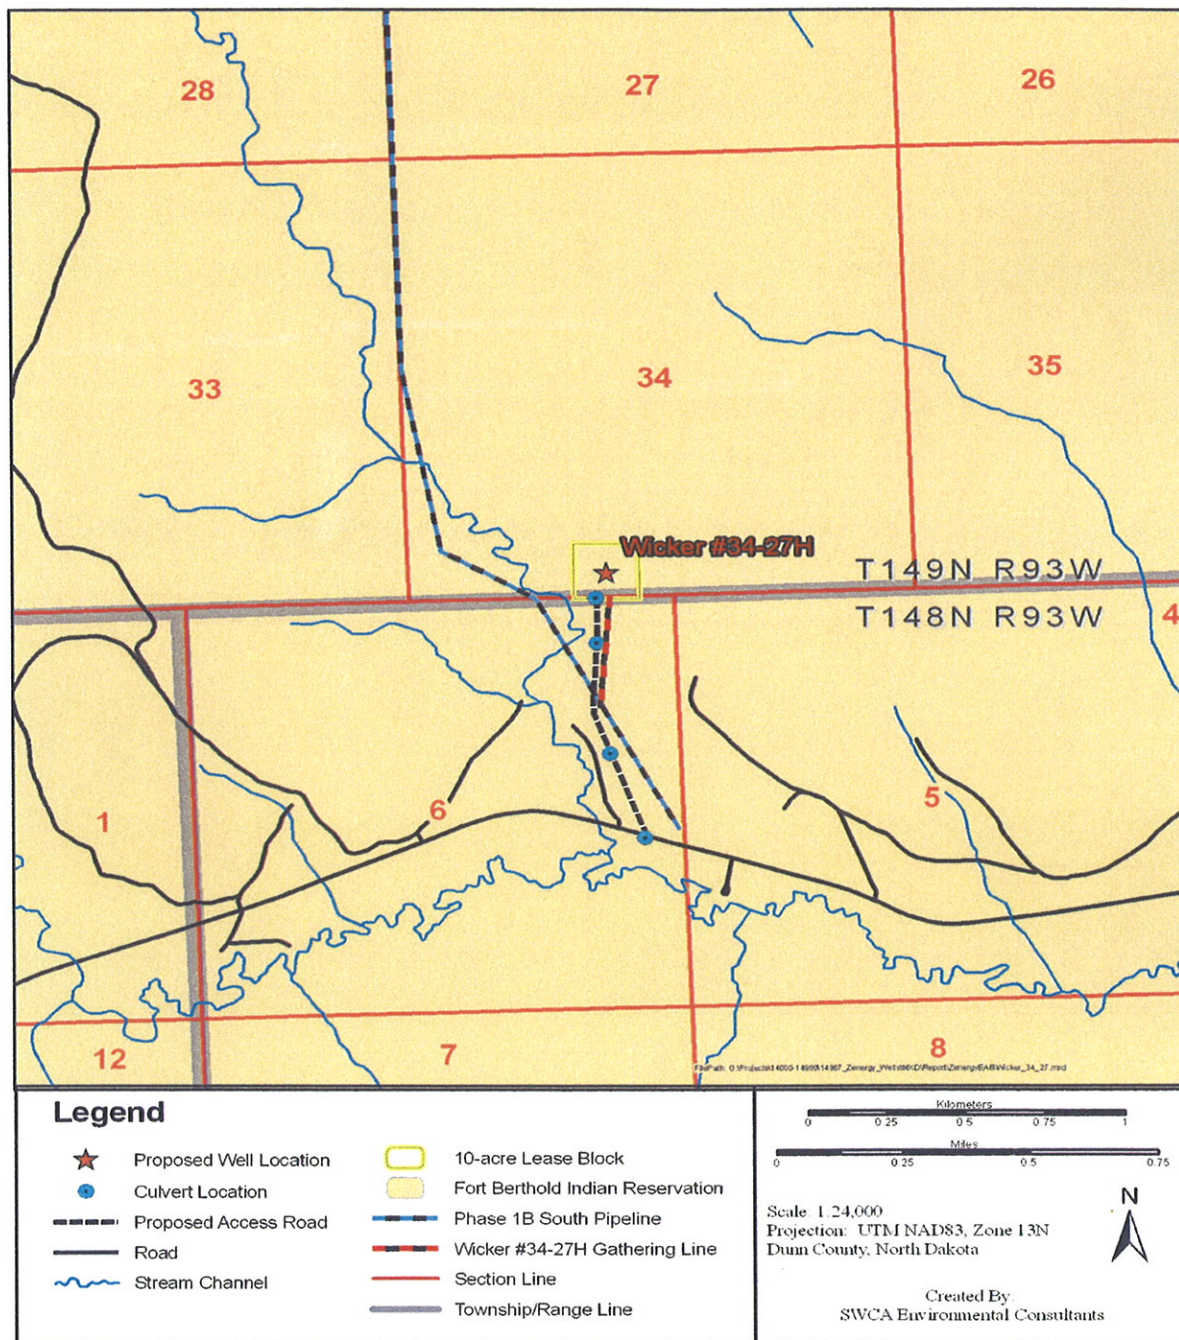 28
27
26
33
34
35
Wicker #34-27H
T149N R93W
T148N R93W
4
1
6
5
12
7
8
Legend
Proposed Well Location
Culvert Location
Proposed Access Road
Road
Stream Channel
10-acre Lease Block
Fort Berthold Indian Reservation
Phase 1B South Pipeline
Wicker #34-27H Gathering Line
Section Line
Township/Range Line
Kilometers
0 0.25 0.5 0.75 1
Miles
0 0.25 0.5 0.75
Scale: 1:24,000
Projection: UTM NAD83, Zone 13N
Dunn County, North Dakota
N
Created By:
SWCA Environmental Consultants